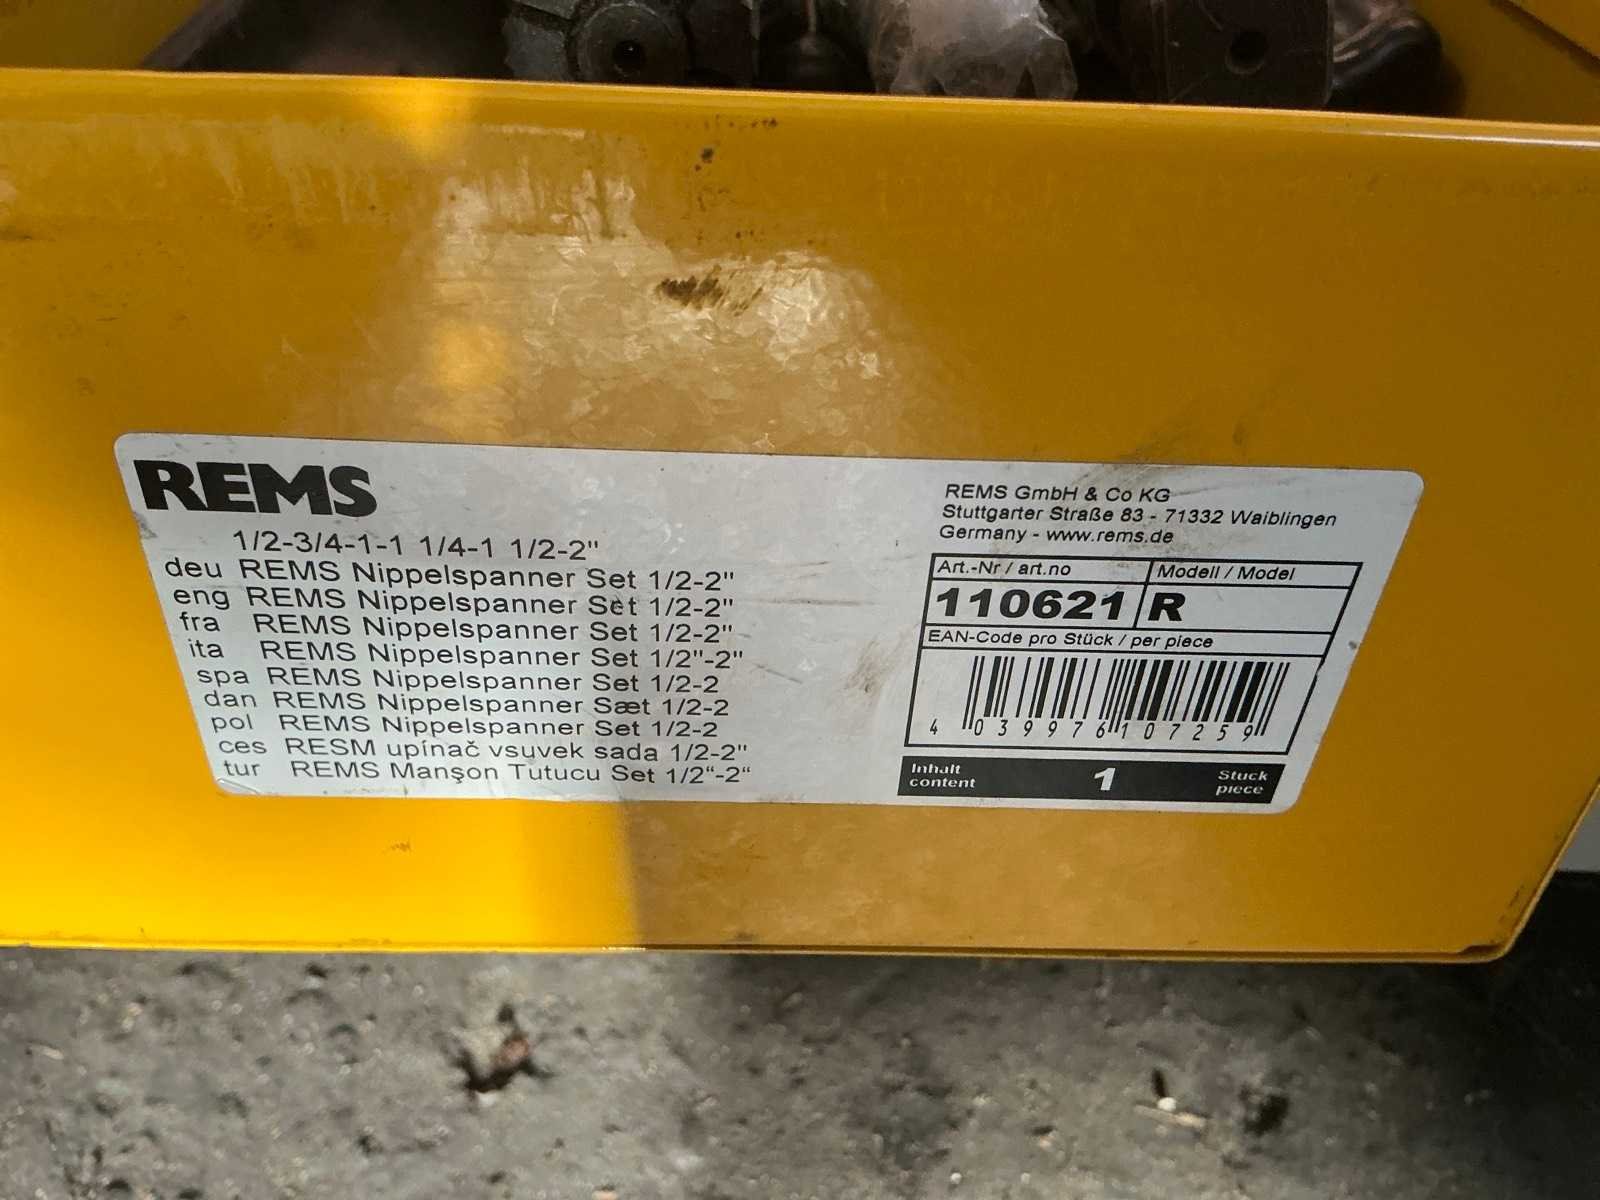 REMS
1/2-3/4-1-1 1/4-1 1/2-2"
deu REMS Nippelspanner Set 1/2-2"
eng REMS Nippelspanner Set 1/2-2"
fra REMS Nippelspanner Set 1/2-2"
ita REMS Nippelspanner Set 1/2"-2"
spa REMS Nippelspanner Set 1/2-2
dan REMS Nippelspanner Sæt 1/2-2
pol REMS Nippelspanner Set 1/2-2
ces RESM upínač vsuvek sada 1/2-2"
tur REMS Manşon Tutucu Set 1/2“-2“
REMS GmbH & Co KG
Stuttgarter Straße 83 - 71332 Waiblingen
Germany - www.rems.de
Art.-Nr / art.no Modell / Model
110621 R
EAN-Code pro Stück / per piece
4 039976 107259
Inhalt 1 Stuck
content piece